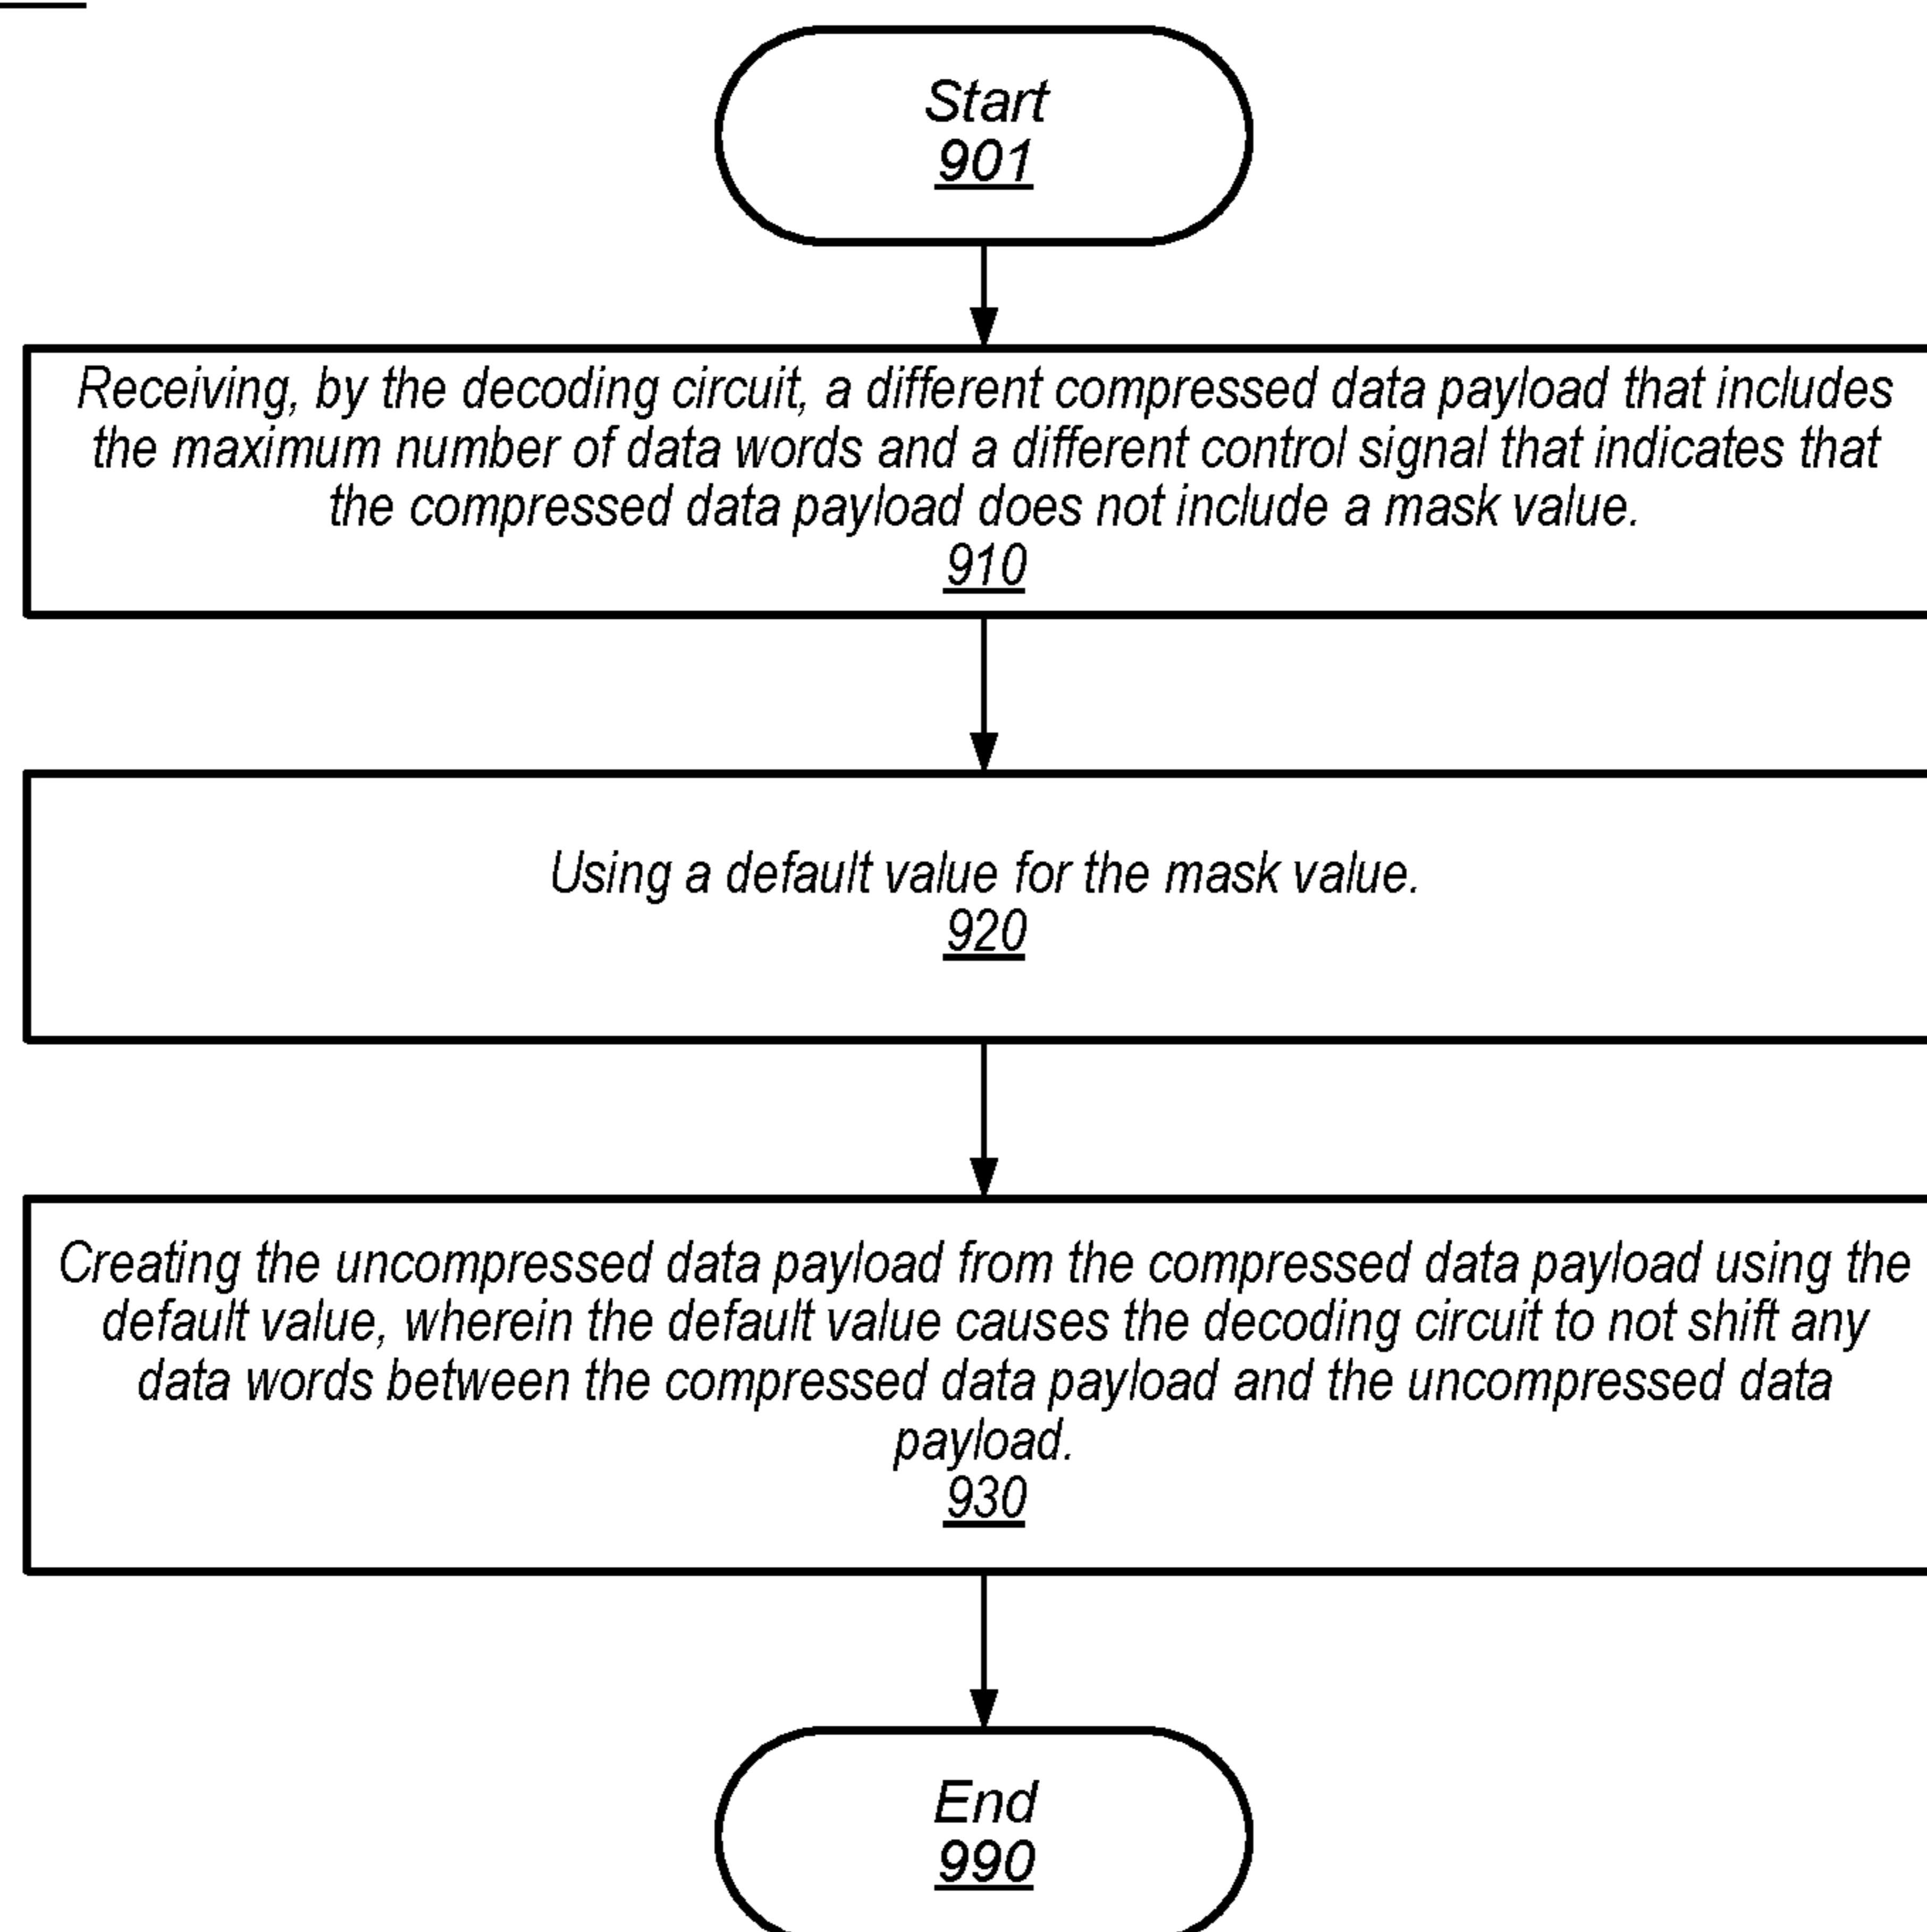 Start
901
Receiving, by the decoding circuit, a different compressed data payload that includes
the maximum number of data words and a different control signal that indicates that
the compressed data payload does not include a mask value.
910
Using a default value for the mask value.
920
Creating the uncompressed data payload from the compressed data payload using the
default value, wherein the default value causes the decoding circuit to not shift any
data words between the compressed data payload and the uncompressed data
payload.
930
End
990